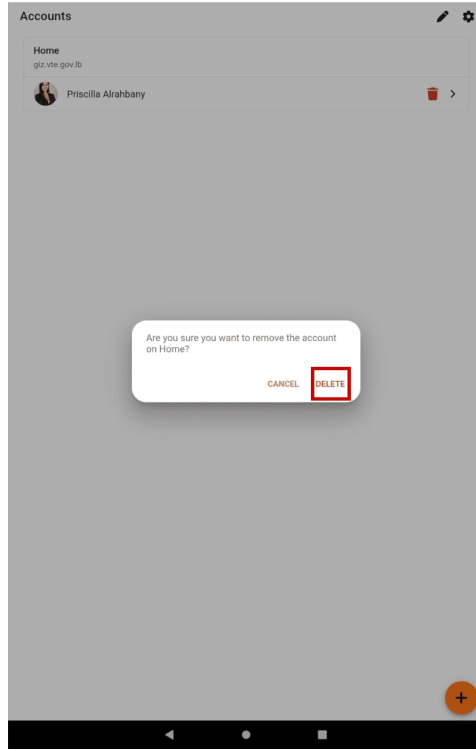 Accounts
Home
giz.vte.gov.lb
Priscilla Alrahbany
Are you sure you want to remove the account
on Home?
CANCEL DELETE